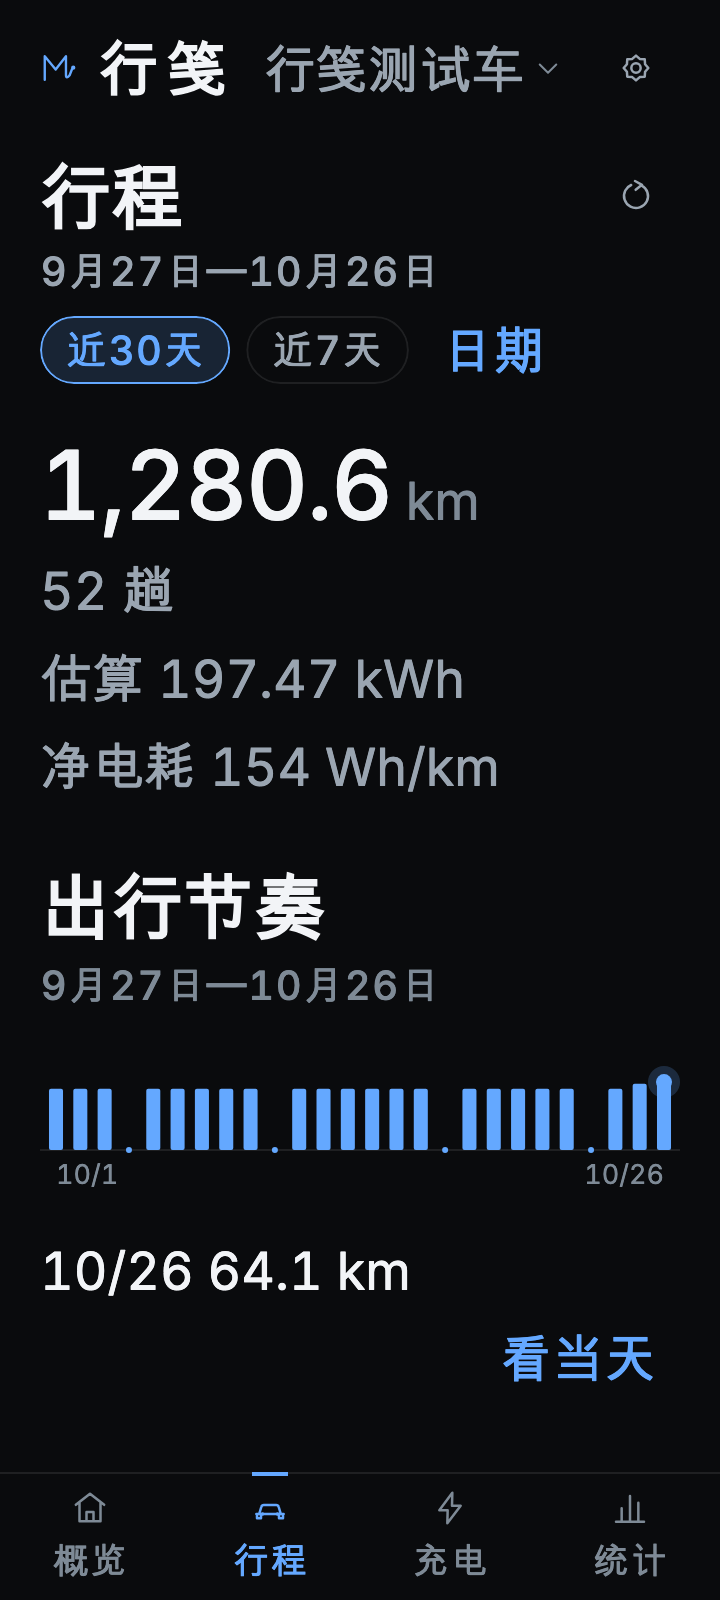 行笺 行笺测试车
行程
9月27日—10月26日
近30天 近7天 日期
1,280.6 km
52 趟
估算 197.47 kWh
净电耗 154 Wh/km
出行节奏
9月27日—10月26日
10/1 10/26
10/26 64.1 km
看当天
概览 行程 充电 统计